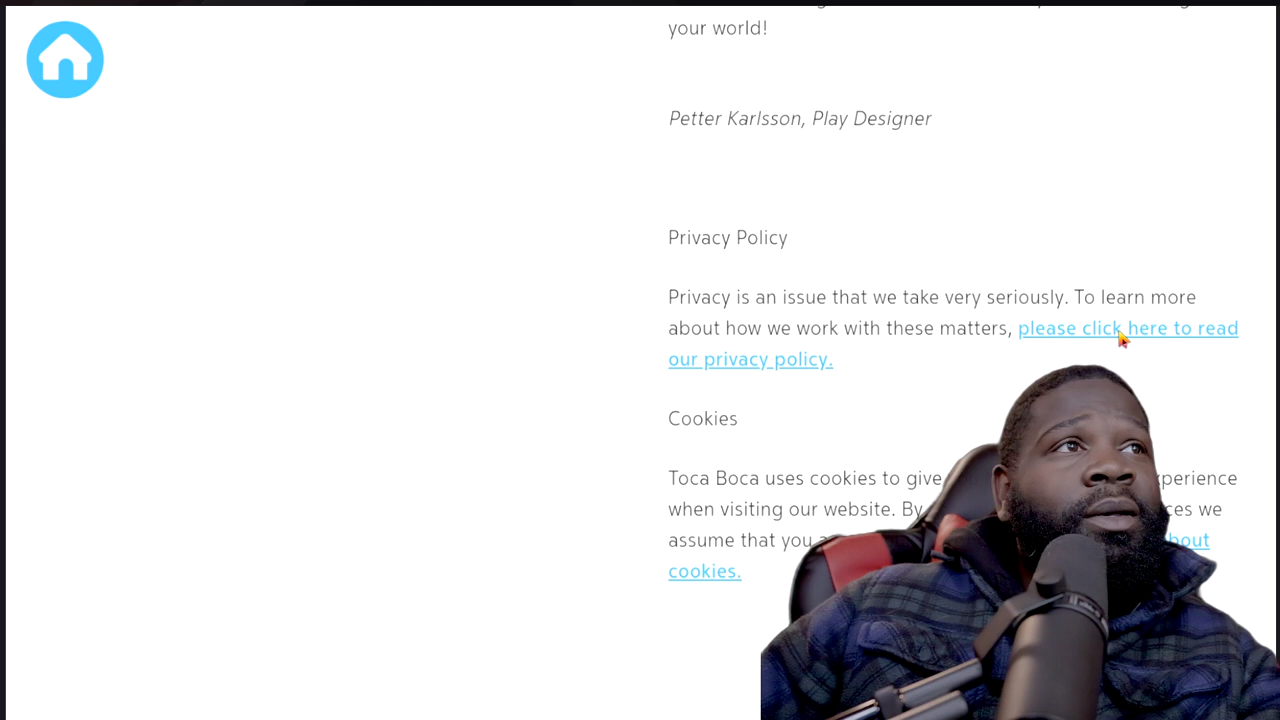 your world!
Petter Karlsson, Play Designer
Privacy Policy
Privacy is an issue that we take very seriously. To learn more
about how we work with these matters, please click here to read
our privacy policy.
Cookies
Toca Boca uses cookies to give
when visiting our website. By we
assume that you
cookies.